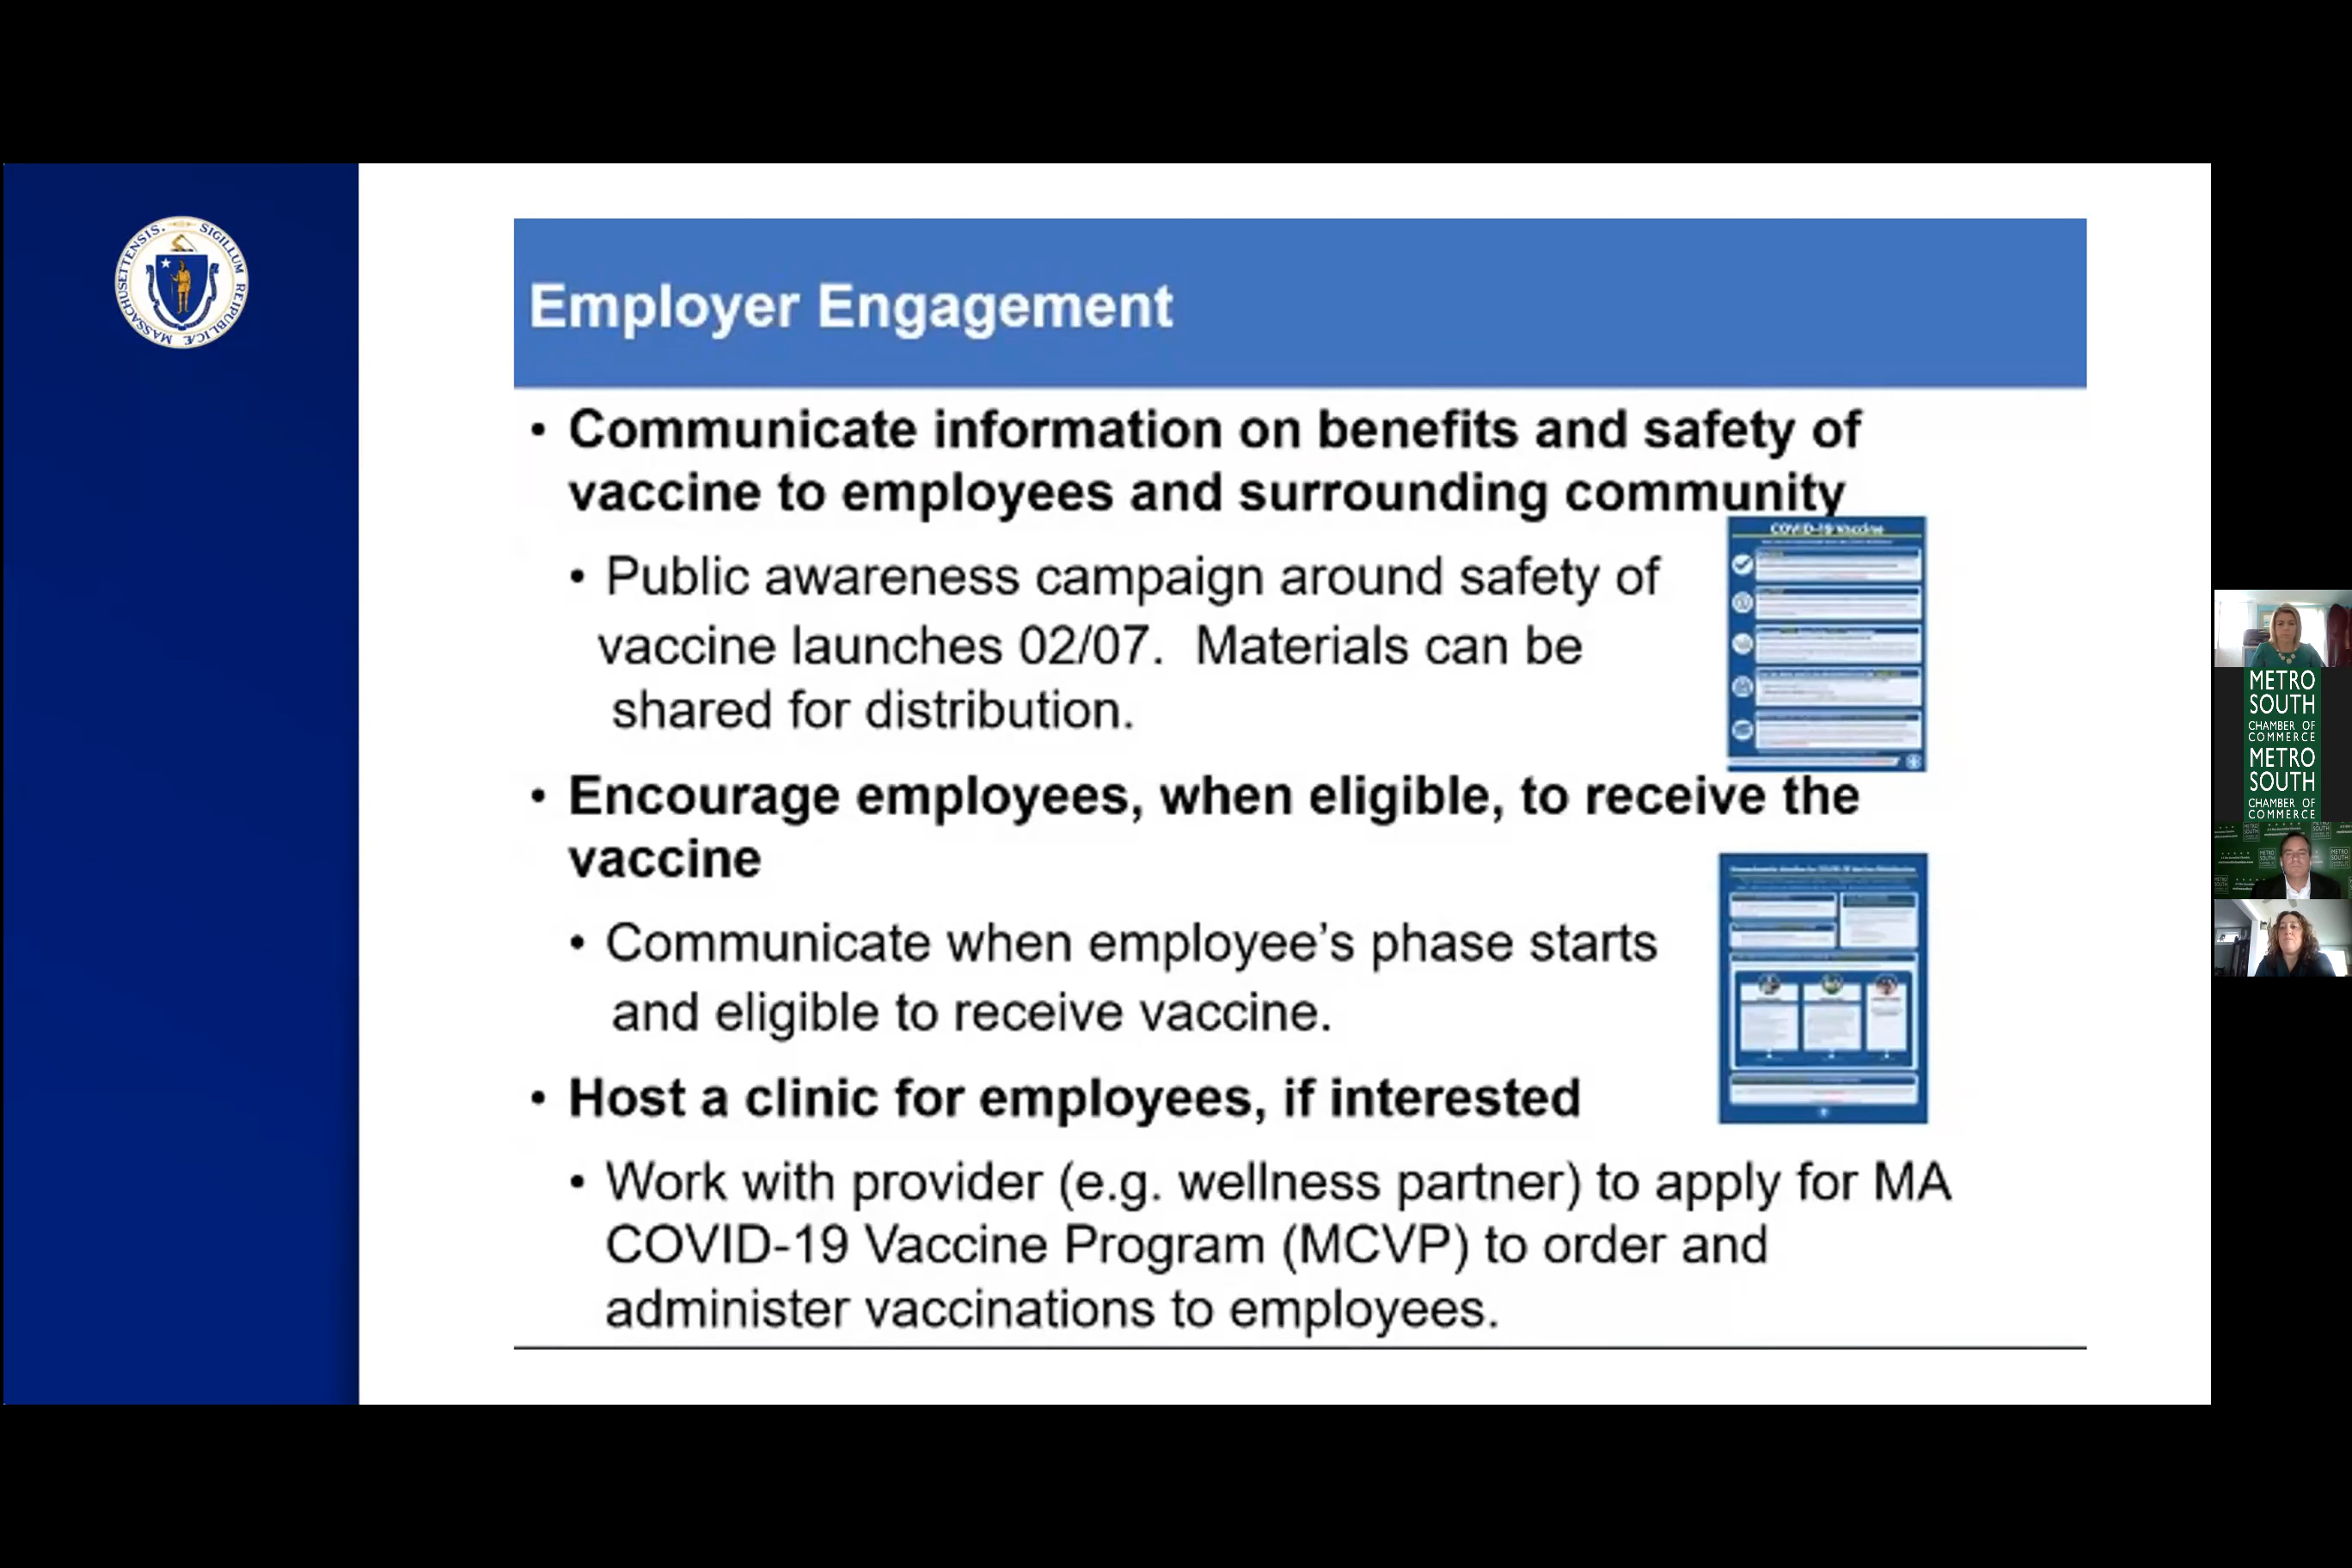 SIGILLUM REIPUBLICÆ MASSACHUSETTENSIS.
Employer Engagement
• Communicate information on benefits and safety of
vaccine to employees and surrounding community
COVID-19 Vaccine
• Public awareness campaign around safety of
vaccine launches 02/07. Materials can be
shared for distribution.
• Encourage employees, when eligible, to receive the
vaccine
• Communicate when employee’s phase starts
and eligible to receive vaccine.
• Host a clinic for employees, if interested
• Work with provider (e.g. wellness partner) to apply for MA
COVID-19 Vaccine Program (MCVP) to order and
administer vaccinations to employees.
METRO
SOUTH
CHAMBER OF
COMMERCE
METRO
SOUTH
CHAMBER OF
COMMERCE